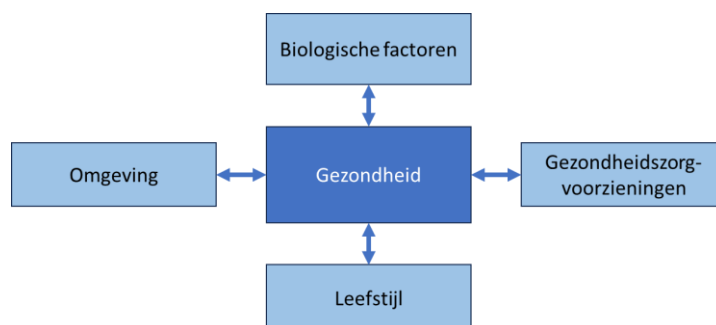 Biologische factoren
Omgeving
Gezondheid
Gezondheidszorg-
voorzieningen
Leefstijl